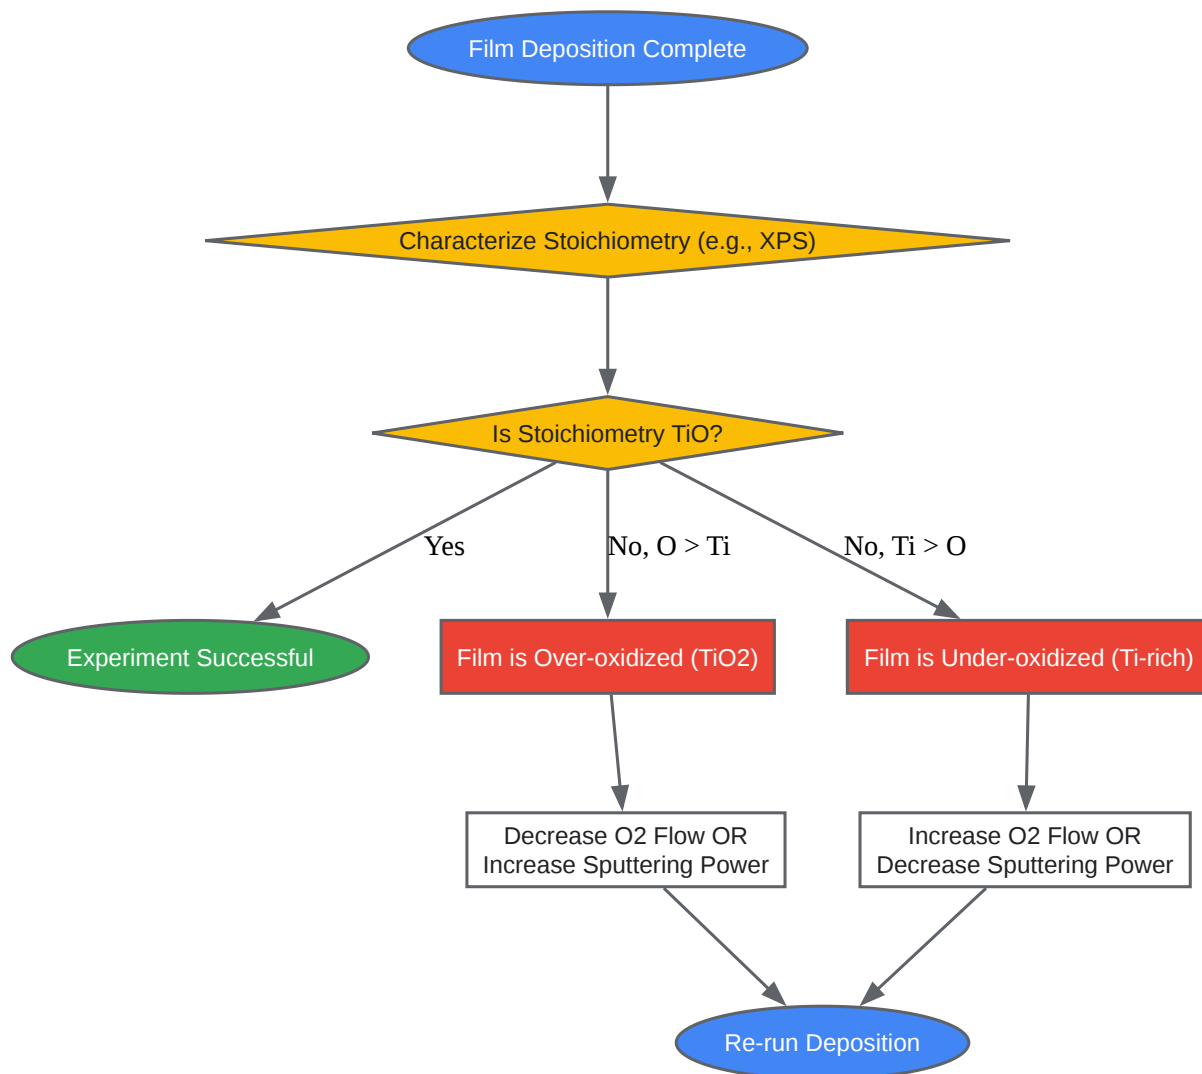 Film Deposition Complete
Characterize Stoichiometry (e.g., XPS)
Is Stoichiometry TiO?
Yes
No, O > Ti
No, Ti > O
Experiment Successful
Film is Over-oxidized (TiO2)
Film is Under-oxidized (Ti-rich)
Decrease O2 Flow OR
Increase Sputtering Power
Increase O2 Flow OR
Decrease Sputtering Power
Re-run Deposition